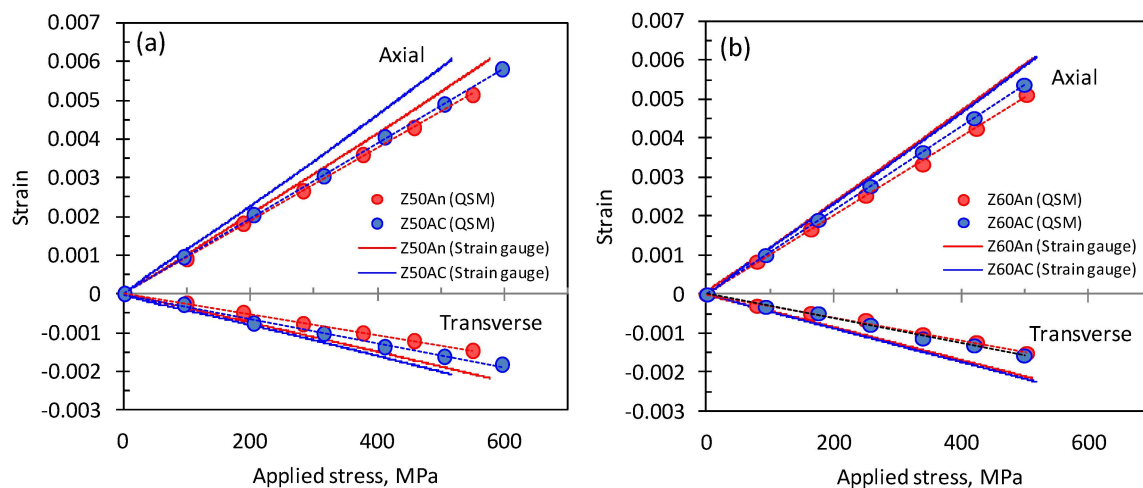 (a)
Axial
Strain
0.007
0.006
0.005
0.004
0.003
0.002
0.001
0
-0.001
-0.002
-0.003
Z50An (QSM)
Z50AC (QSM)
Z50An (Strain gauge)
Z50AC (Strain gauge)
Transverse
0 200 400 600
Applied stress, MPa
(b)
Axial
Strain
0.007
0.006
0.005
0.004
0.003
0.002
0.001
0
-0.001
-0.002
-0.003
Z60An (QSM)
Z60AC (QSM)
Z60An (Strain gauge)
Z60AC (Strain gauge)
Transverse
0 200 400 600
Applied stress, MPa